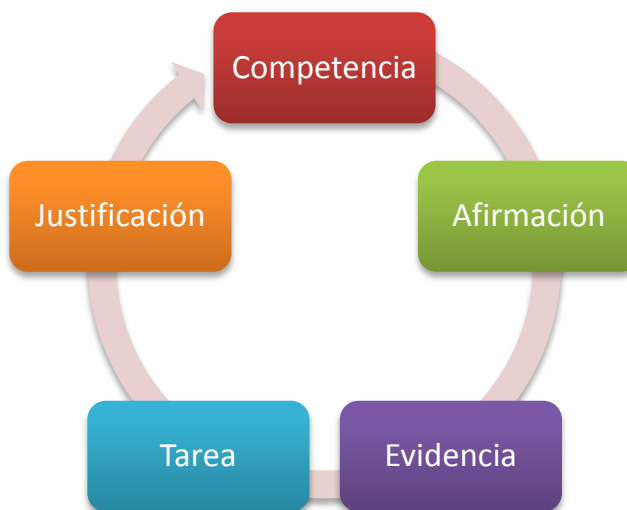 Competencia
Afirmación
Evidencia
Tarea
Justificación